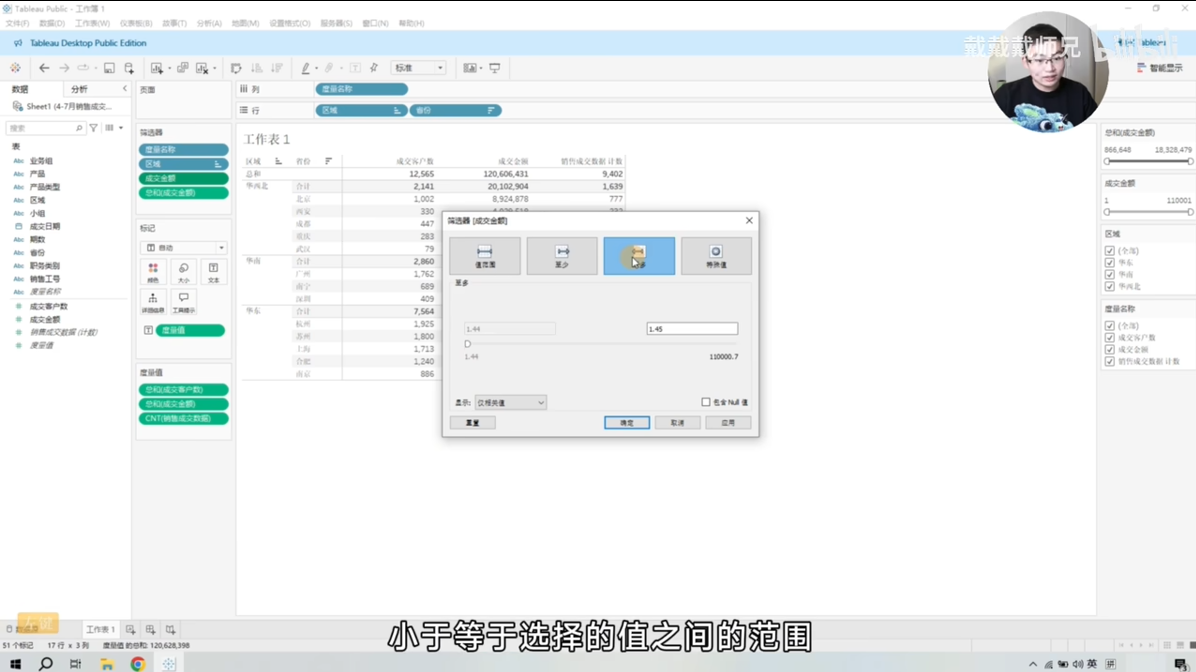 Tableau Public - 工作簿 1
文件(F) 数据(D) 工作表(W) 仪表板(B) 故事(T) 分析(A) 地图(M) 设置格式(O) 服务器(S) 窗口(N) 帮助(H)
Tableau Desktop Public Edition
戴戴戴师兄
标准
智能显示
数据 分析
Sheet1 (4-7月销售成交...
搜索
表
Abc 业务组
Abc 产品
Abc 产品类型
Abc 区域
Abc 小组
成交日期
Abc 期数
Abc 省份
Abc 职务类别
Abc 销售工号
Abc 度量名称
成交客户数
成交金额
销售成交数据 (计数)
度量值
页面
筛选器
度量名称
区域
成交金额
总和(成交金额)
标记
自动
颜色 大小 文本
详细信息 工具提示
度量值
度量值
总和(成交客户数)
总和(成交金额)
CNT(销售成交数据)
列 度量名称
行 区域 省份
工作表 1
区域 省份 成交客户数 成交金额 销售成交数据 计数
总和 12,565 120,606,431 9,402
华西北 合计 2,141 20,102,904 1,639
北京 1,002 8,924,878 777
西安 330
成都 447
重庆 283
武汉 79
华南 合计 2,860
广州 1,762
南宁 689
深圳 409
华东 合计 7,564
杭州 1,925
苏州 1,800
上海 1,713
合肥 1,240
南京 886
筛选器 [成交金额]
值范围 至少 至多 特殊值
至多
1.44 1.45
1.44 110000.7
显示: 仅相关值 包含 Null 值
重置 确定 取消 应用
总和(成交金额)
866,648 18,328,479
成交金额
1 110001
区域
(全部)
华东
华南
华西北
度量名称
(全部)
成交客户数
成交金额
销售成交数据 计数
小于等于选择的值之间的范围
工作表 1
51 个标记 17 行 x 3 列 度量值 的总和: 120,628,398
英 拼